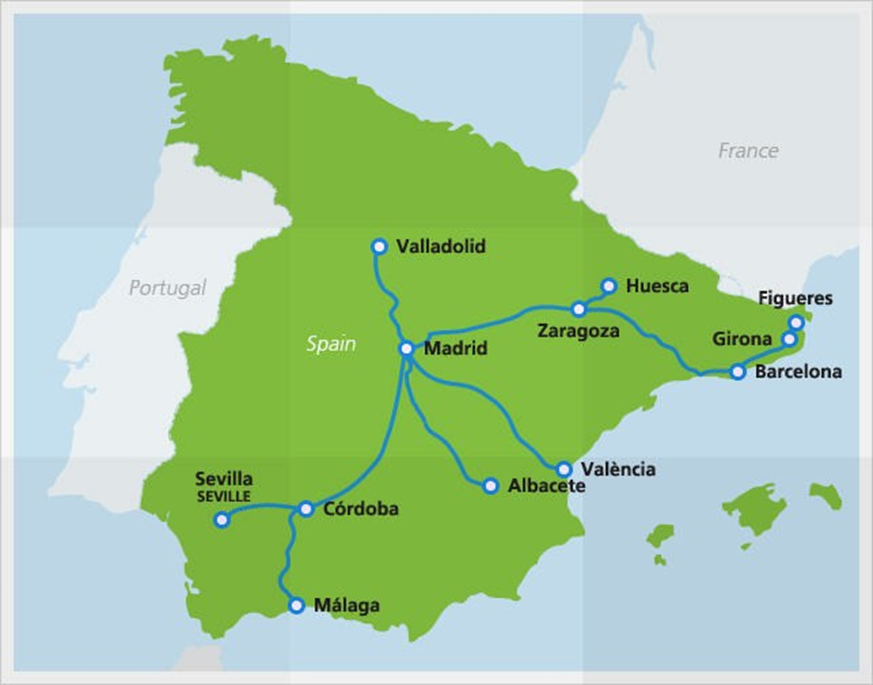 France
Valladolid
Portugal
Huesca
Figueres
Zaragoza
Girona
Spain
Madrid
Barcelona
València
Sevilla
SEVILLE
Albacete
Córdoba
Málaga